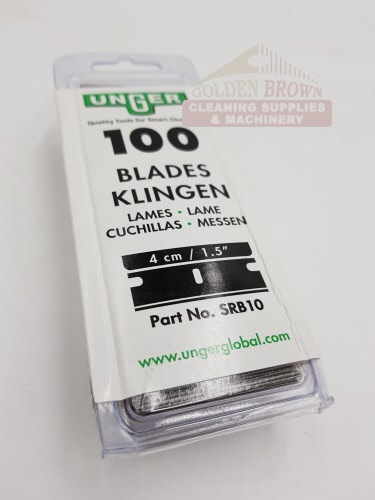 GOLDEN BROWN
CLEANING SUPPLIES
& MACHINERY
UNGER
Quality Tools for Smart
100
BLADES
KLINGEN
LAMES · LAME
CUCHILLAS · MESSEN
4 cm / 1.5"
Part No. SRB10
www.ungerglobal.com